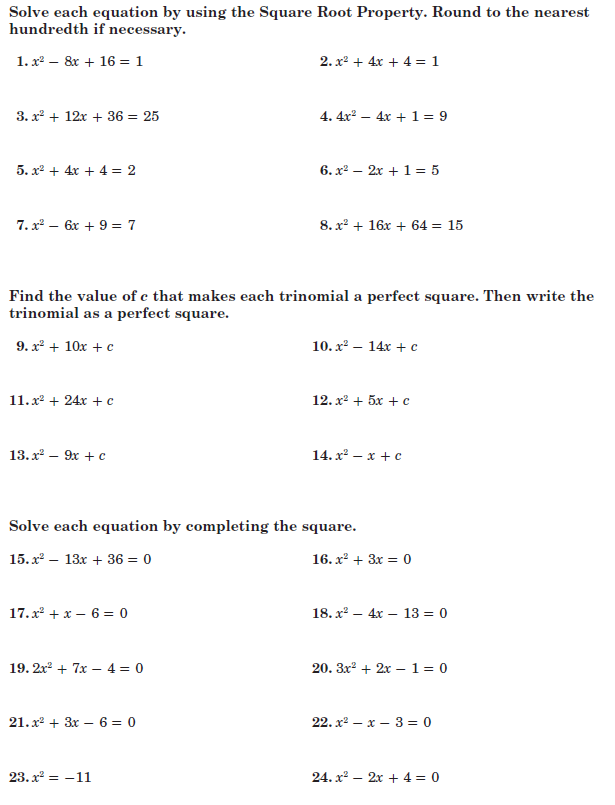 Solve each equation by using the Square Root Property. Round to the nearest
hundredth if necessary.
1. x² − 8x + 16 = 1
2. x² + 4x + 4 = 1
3. x² + 12x + 36 = 25
4. 4x² − 4x + 1 = 9
5. x² + 4x + 4 = 2
6. x² − 2x + 1 = 5
7. x² − 6x + 9 = 7
8. x² + 16x + 64 = 15
Find the value of c that makes each trinomial a perfect square. Then write the
trinomial as a perfect square.
9. x² + 10x + c
10. x² − 14x + c
11. x² + 24x + c
12. x² + 5x + c
13. x² − 9x + c
14. x² − x + c
Solve each equation by completing the square.
15. x² − 13x + 36 = 0
16. x² + 3x = 0
17. x² + x − 6 = 0
18. x² − 4x − 13 = 0
19. 2x² + 7x − 4 = 0
20. 3x² + 2x − 1 = 0
21. x² + 3x − 6 = 0
22. x² − x − 3 = 0
23. x² = −11
24. x² − 2x + 4 = 0